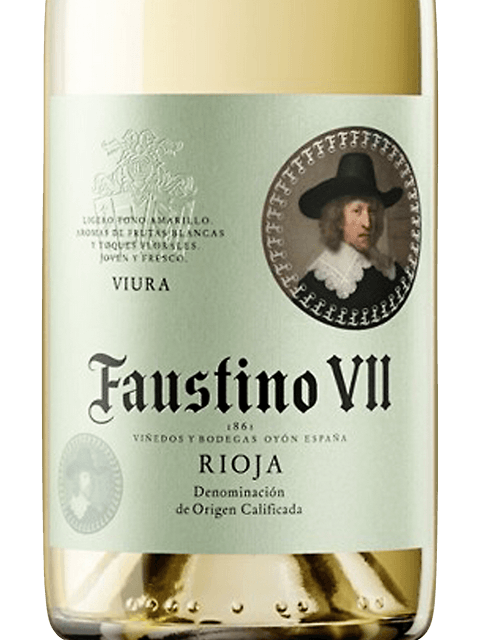 LIGERO TONO AMARILLO.
AROMAS DE FRUTAS BLANCAS
Y TOQUES FLORALES.
JOVEN Y FRESCO.
VIURA
Faustino VII
1861
VIÑEDOS Y BODEGAS OYÓN ESPAÑA
RIOJA
Denominación
de Origen Calificada